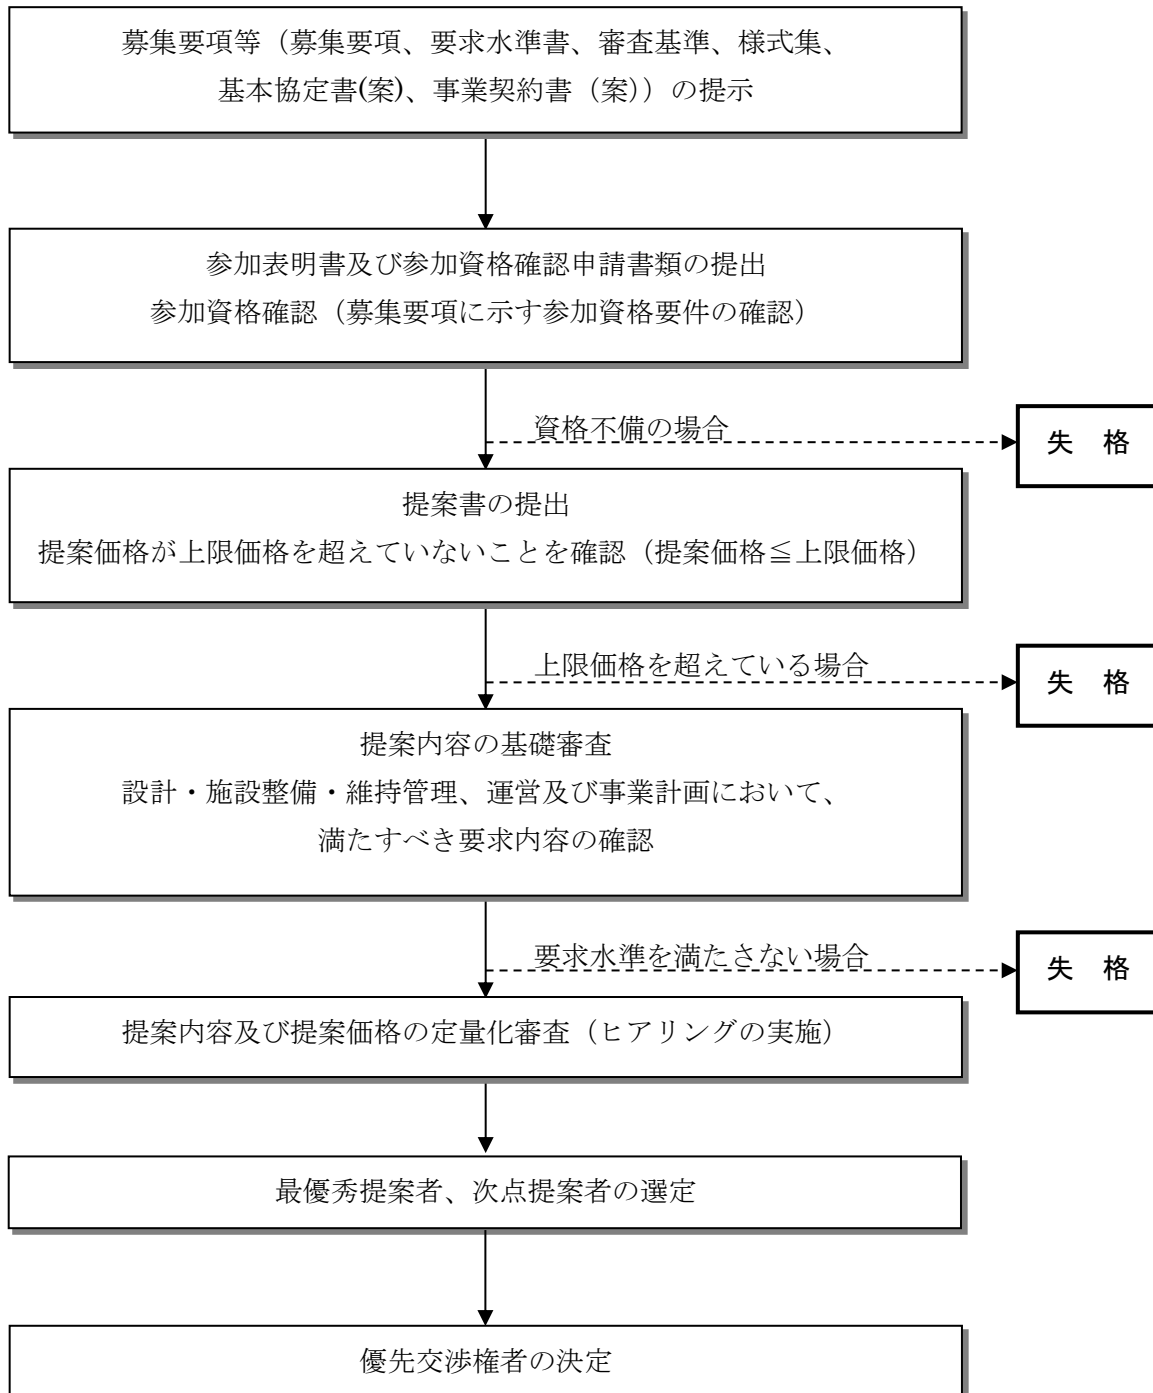 募集要項等（募集要項、要求水準書、審査基準、様式集、
基本協定書(案)、事業契約書（案））の提示
参加表明書及び参加資格確認申請書類の提出
参加資格確認（募集要項に示す参加資格要件の確認）
資格不備の場合
失　格
提案書の提出
提案価格が上限価格を超えていないことを確認（提案価格≦上限価格）
上限価格を超えている場合
失　格
提案内容の基礎審査
設計・施設整備・維持管理、運営及び事業計画において、
満たすべき要求内容の確認
要求水準を満たさない場合
失　格
提案内容及び提案価格の定量化審査（ヒアリングの実施）
最優秀提案者、次点提案者の選定
優先交渉権者の決定